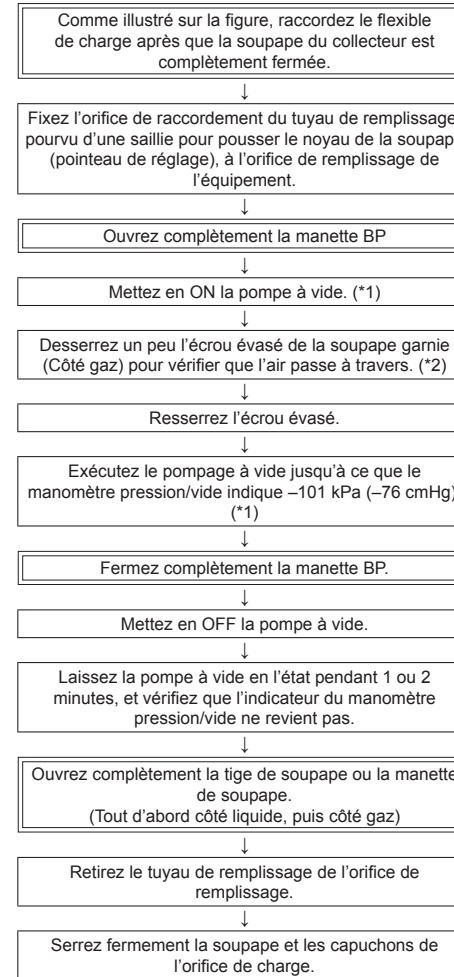 Comme illustré sur la figure, raccordez le flexible
de charge après que la soupape du collecteur est
complètement fermée.
↓
Fixez l'orifice de raccordement du tuyau de remplissage
pourvu d'une saillie pour pousser le noyau de la soupap
(pointeau de réglage), à l'orifice de remplissage de
l'équipement.
↓
Ouvrez complètement la manette BP
↓
Mettez en ON la pompe à vide. (*1)
↓
Desserrez un peu l'écrou évasé de la soupape garnie
(Côté gaz) pour vérifier que l'air passe à travers. (*2)
↓
Resserrez l'écrou évasé.
↓
Exécutez le pompage à vide jusqu'à ce que le
manomètre pression/vide indique –101 kPa (–76 cmHg)
(*1)
↓
Fermez complètement la manette BP.
↓
Mettez en OFF la pompe à vide.
↓
Laissez la pompe à vide en l'état pendant 1 ou 2
minutes, et vérifiez que l'indicateur du manomètre
pression/vide ne revient pas.
↓
Ouvrez complètement la tige de soupape ou la manette
de soupape.
(Tout d'abord côté liquide, puis côté gaz)
↓
Retirez le tuyau de remplissage de l'orifice de
remplissage.
↓
Serrez fermement la soupape et les capuchons de
l'orifice de charge.